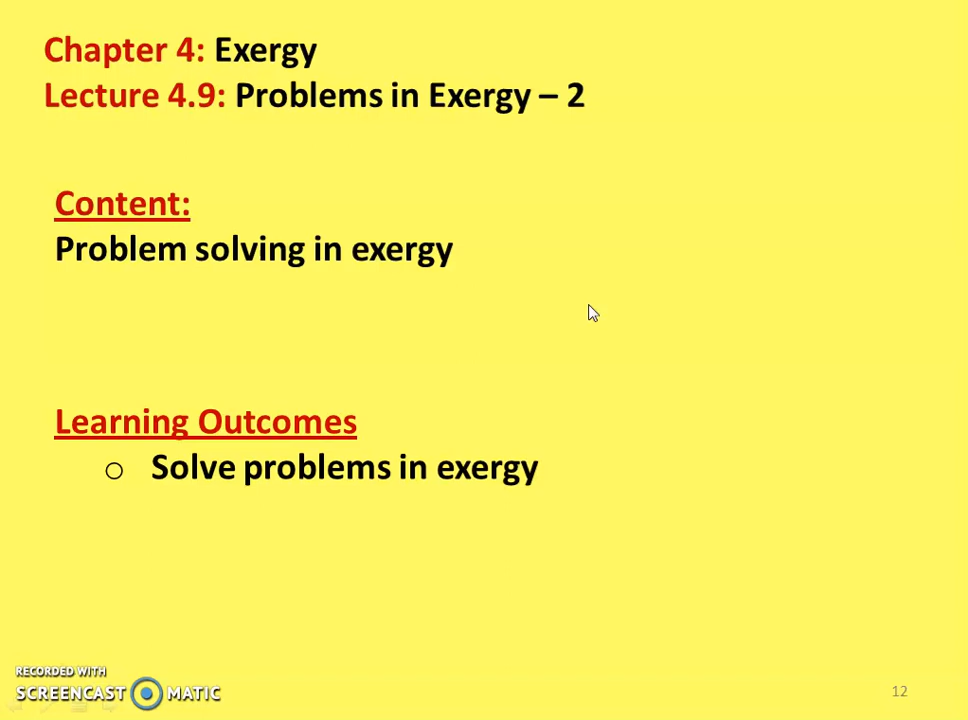 Chapter 4: Exergy
Lecture 4.9: Problems in Exergy – 2
Content:
Problem solving in exergy
Learning Outcomes
o Solve problems in exergy
RECORDED WITH
SCREENCAST MATIC
12